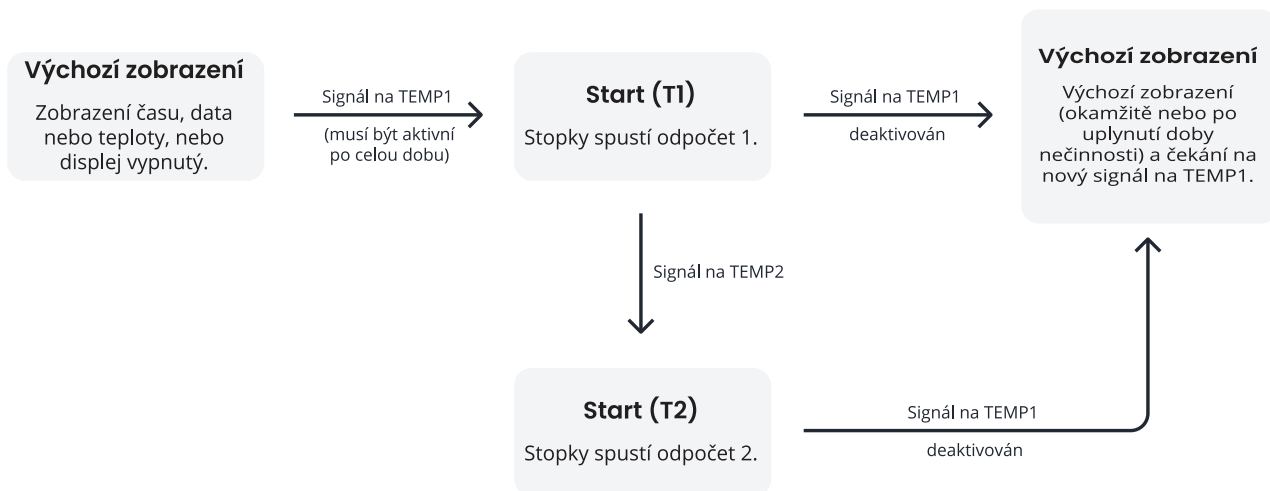 Výchozí zobrazení
Zobrazení času, data
nebo teploty, nebo
displej vypnutý.
Signál na TEMP1
(musí být aktivní
po celou dobu)
Start (T1)
Stopky spustí odpočet 1.
Signál na TEMP1
deaktivován
Výchozí zobrazení
Výchozí zobrazení
(okamžitě nebo po
uplynutí doby
nečinnosti) a čekání na
nový signál na TEMP1.
Signál na TEMP2
Start (T2)
Stopky spustí odpočet 2.
Signál na TEMP1
deaktivován